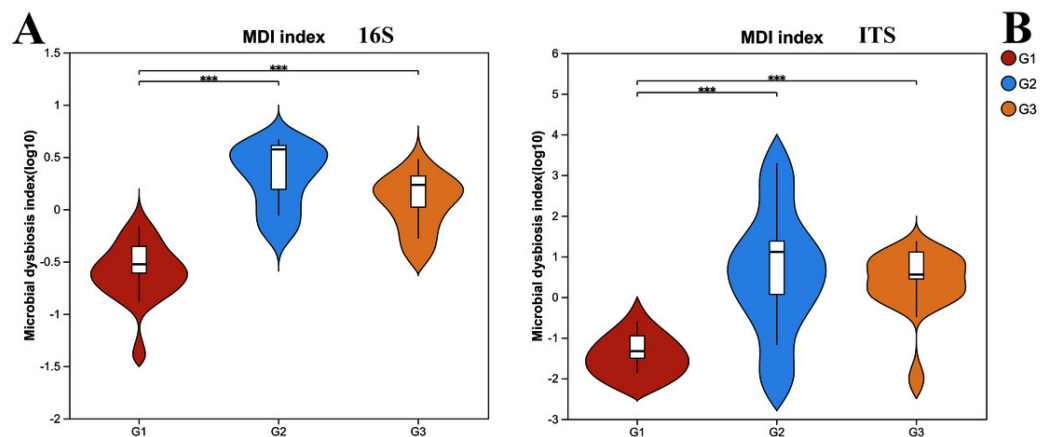 A
MDI index 16S
Microbial dysbiosis index(log10)
1.5
1
0.5
0
-0.5
-1
-1.5
-2
***
***
G1
G2
G3
B
MDI index ITS
Microbial dysbiosis index(log10)
6
5
4
3
2
1
0
-1
-2
-3
***
***
G1
G2
G3
G1
G2
G3